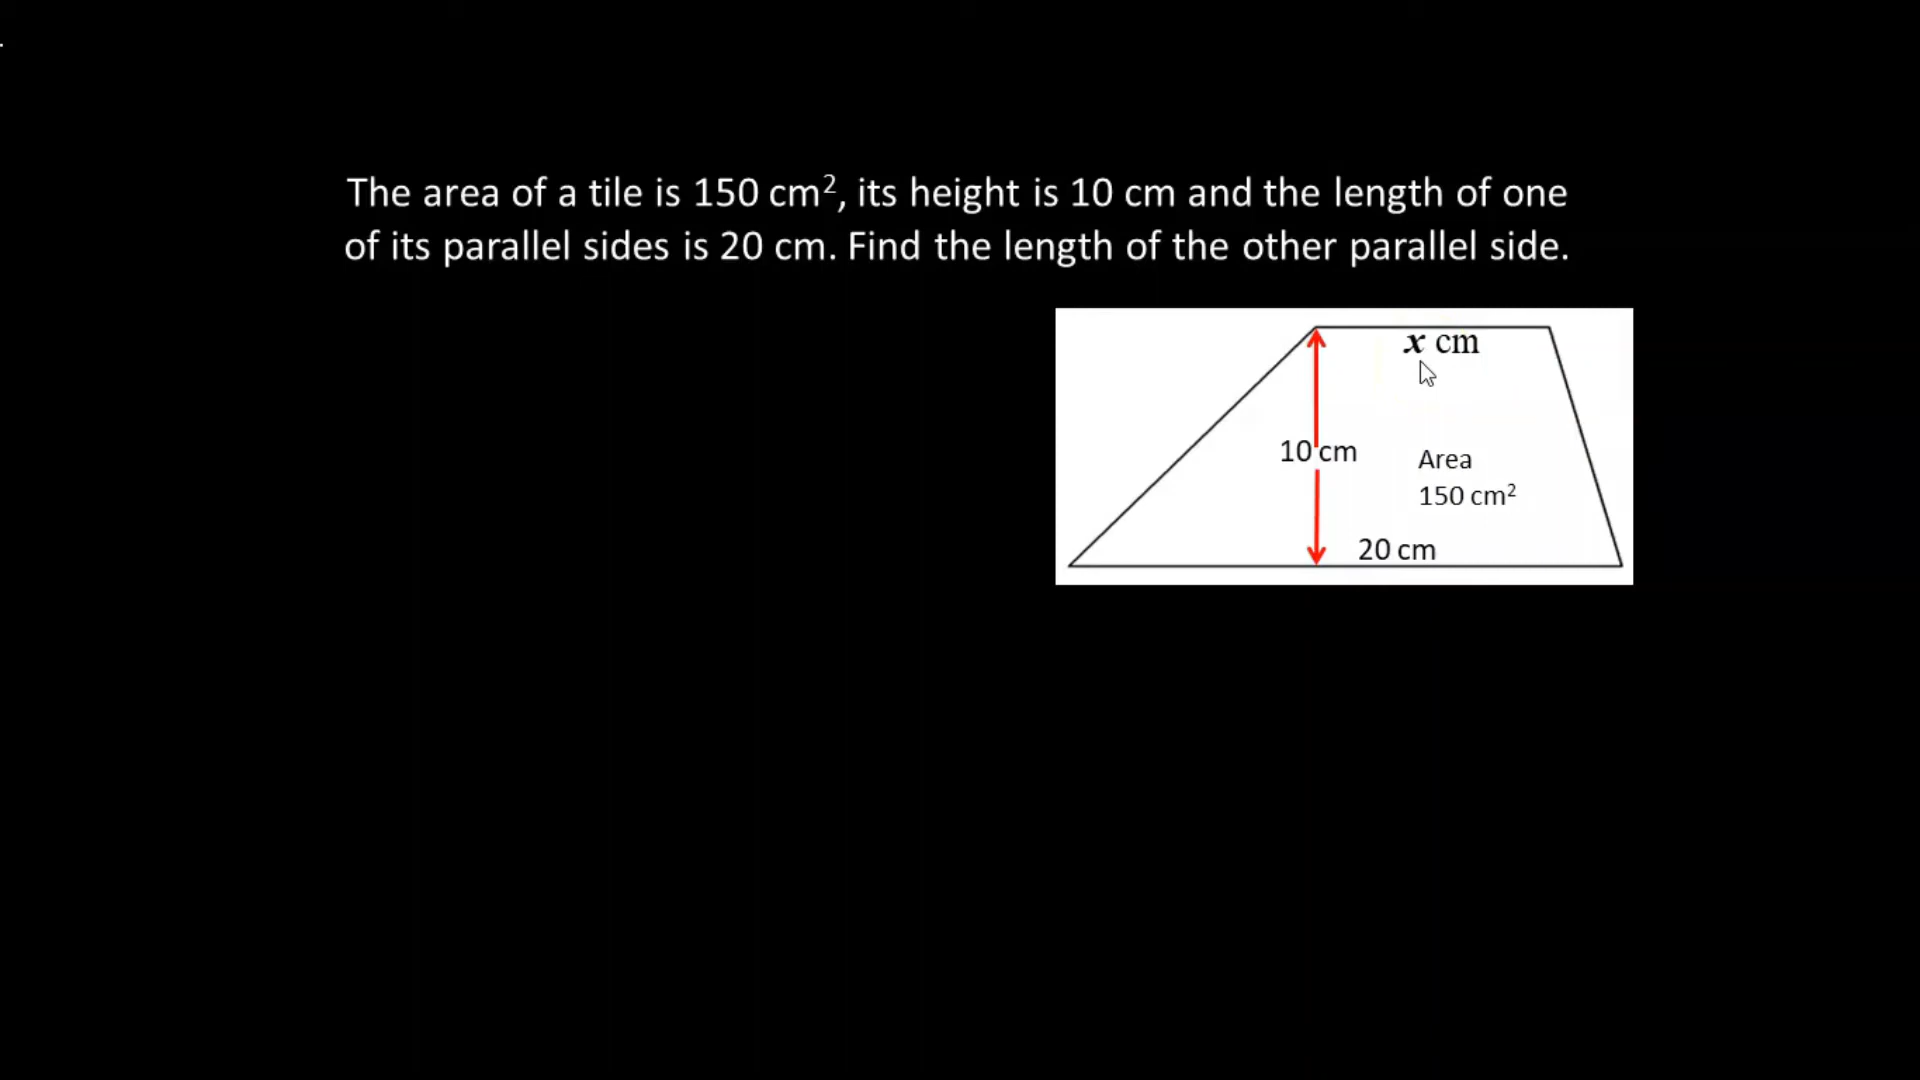 The area of a tile is 150 cm², its height is 10 cm and the length of one
of its parallel sides is 20 cm. Find the length of the other parallel side.
x cm
10 cm
Area
150 cm²
20 cm